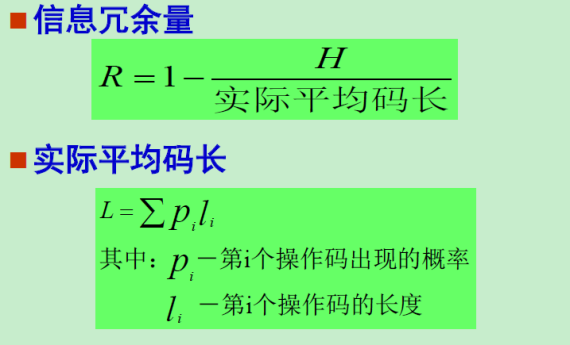 信息冗余量
R = 1 − H / 实际平均码长
实际平均码长
L = ∑ pᵢlᵢ
其中：pᵢ－第i个操作码出现的概率
lᵢ －第i个操作码的长度